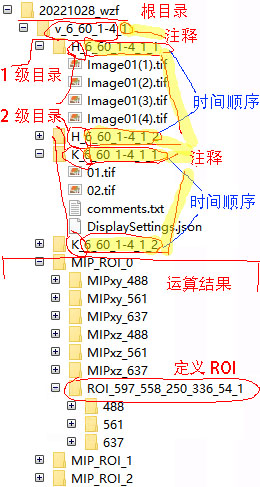 20221028_wzf 根目录
v_6_60_1-4_1 注释
H_6_60_1-4_1_1
1 级目录 Image01(1).tif
Image01(2).tif
Image01(3).tif 时间顺序
Image01(4).tif
2 级目录
H_6_60_1-4_1_2
K_6_60_1-4_1_1 注释
01.tif
02.tif 时间顺序
comments.txt
DisplaySettings.json
K_6_60_1-4_1_2
MIP_ROI_0
MIPxy_488 运算结果
MIPxy_561
MIPxy_637
MIPxz_488
MIPxz_561
MIPxz_637 定义 ROI
ROI_597_558_250_336_54_1
488
561
637
MIP_ROI_1
MIP_ROI_2